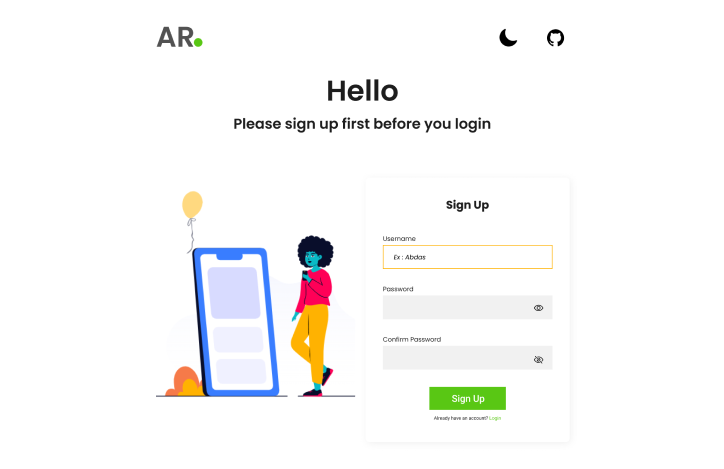 AR.
Hello
Please sign up first before you login
Sign Up
Username
Ex : Abdas
Password
Confirm Password
Sign Up
Already have an account? Login